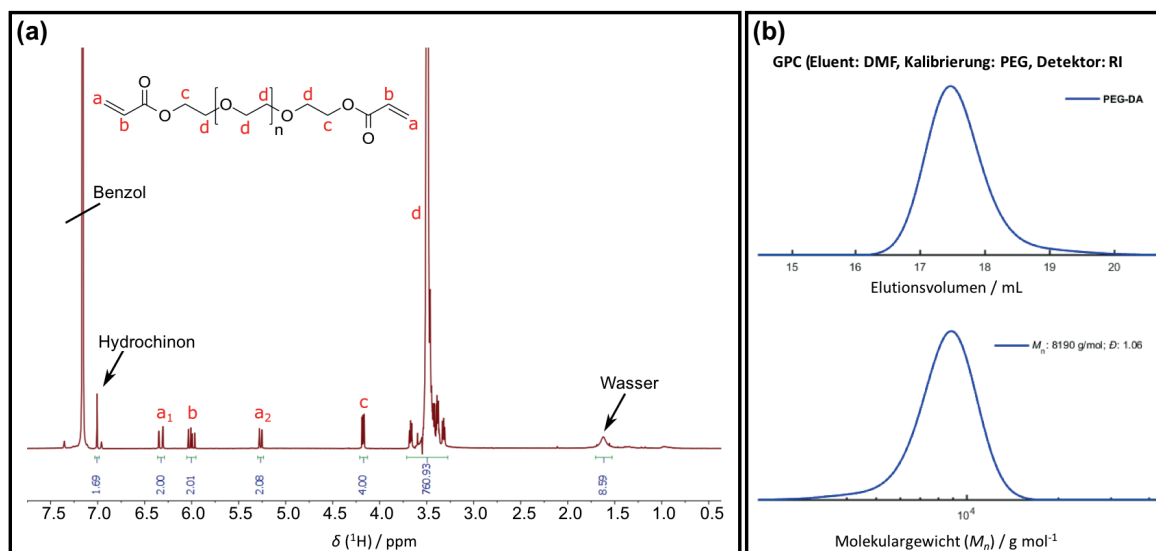 (a)
a
b
O
O
c
d
O
d
d
O
n
d
d
O
c
O
b
a
Benzol
d
Hydrochinon
Wasser
a1
b
a2
c
1.69
2.00
2.01
2.08
4.00
760.93
8.59
7.5 7.0 6.5 6.0 5.5 5.0 4.5 4.0 3.5 3.0 2.5 2.0 1.5 1.0 0.5
δ (¹H) / ppm
(b)
GPC (Eluent: DMF, Kalibrierung: PEG, Detektor: RI
PEG-DA
15 16 17 18 19 20
Elutionsvolumen / mL
Mn: 8190 g/mol; Đ: 1.06
10⁴
Molekulargewicht (Mn) / g mol⁻¹